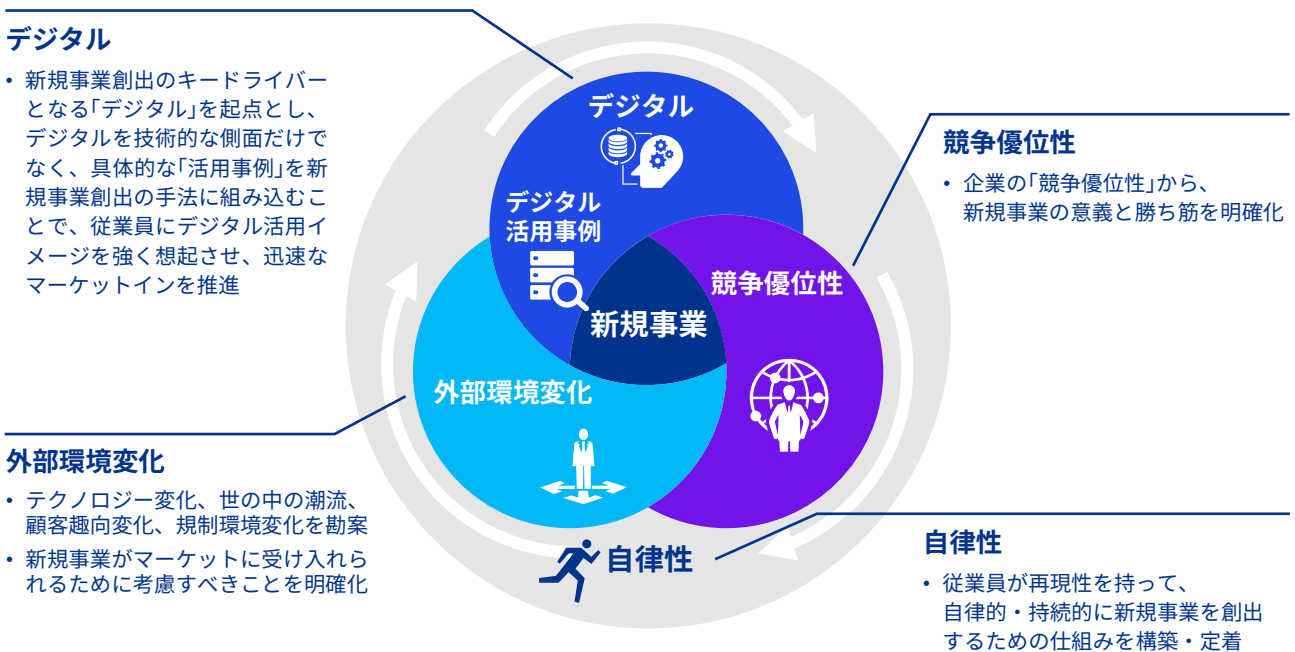 デジタル
• 新規事業創出のキードライバー
となる「デジタル」を起点とし、
デジタルを技術的な側面だけで
なく、具体的な「活用事例」を新
規事業創出の手法に組み込むこ
とで、従業員にデジタル活用イ
メージを強く想起させ、迅速な
マーケットインを推進
デジタル
デジタル
活用事例
競争優位性
新規事業
外部環境変化
自律性
競争優位性
• 企業の「競争優位性」から、
新規事業の意義と勝ち筋を明確化
外部環境変化
• テクノロジー変化、世の中の潮流、
顧客趣向変化、規制環境変化を勘案
• 新規事業がマーケットに受け入れら
れるために考慮すべきことを明確化
自律性
• 従業員が再現性を持って、
自律的・持続的に新規事業を創出
するための仕組みを構築・定着